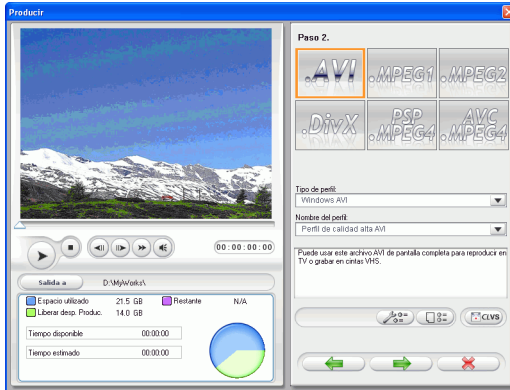 Producir
Paso 2.
.AVI
.MPEG1
.MPEG2
.DivX
PSP
.MPEG4
AVC
.MPEG4
Tipo de perfil:
Windows AVI
Nombre del perfil:
Perfil de calidad alta AVI
Puede usar este archivo AVI de pantalla completa para reproducir en
TV o grabar en cintas VHS.
00:00:00:00
Salida a
D:\MyWorks\
CLVS
Espacio utilizado 21.5 GB Restante N/A
Liberar desp. Produc. 14.0 GB
Tiempo disponible 00:00:00
Tiempo estimado 00:00:00